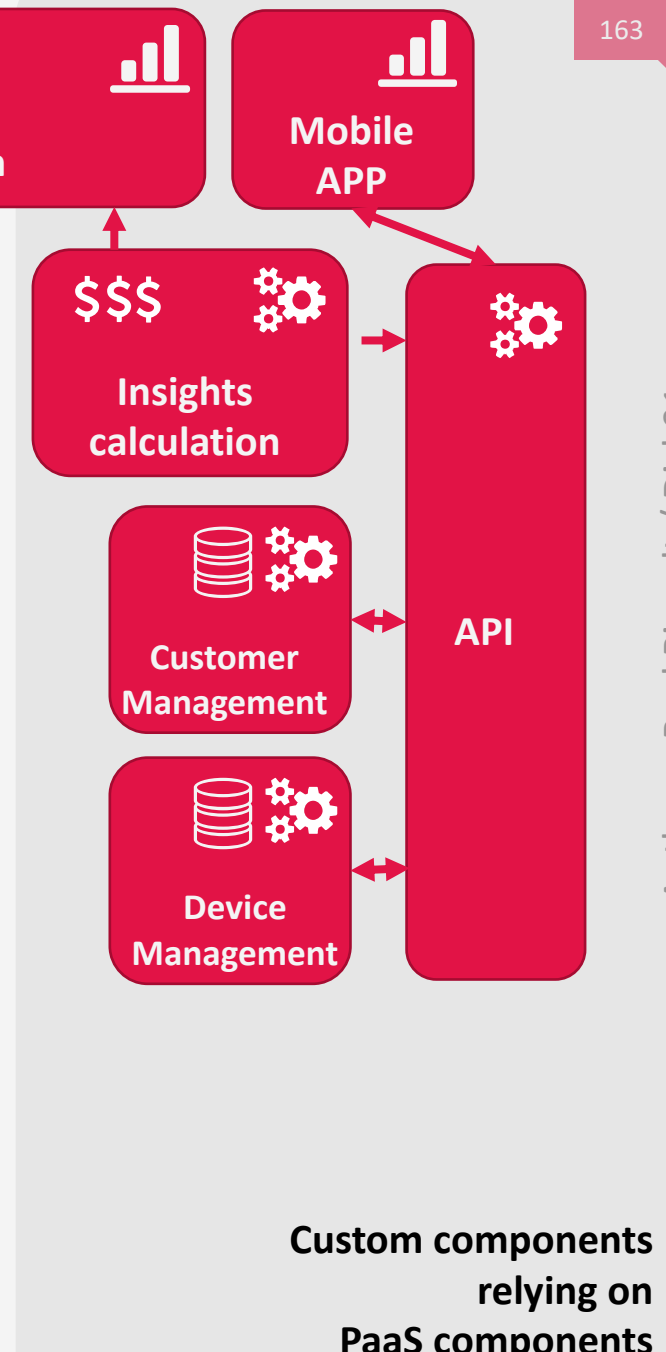 163
Mobile
APP
$$$
Insights
calculation
Customer
Management
API
Device
Management
Custom components
relying on
PaaS components